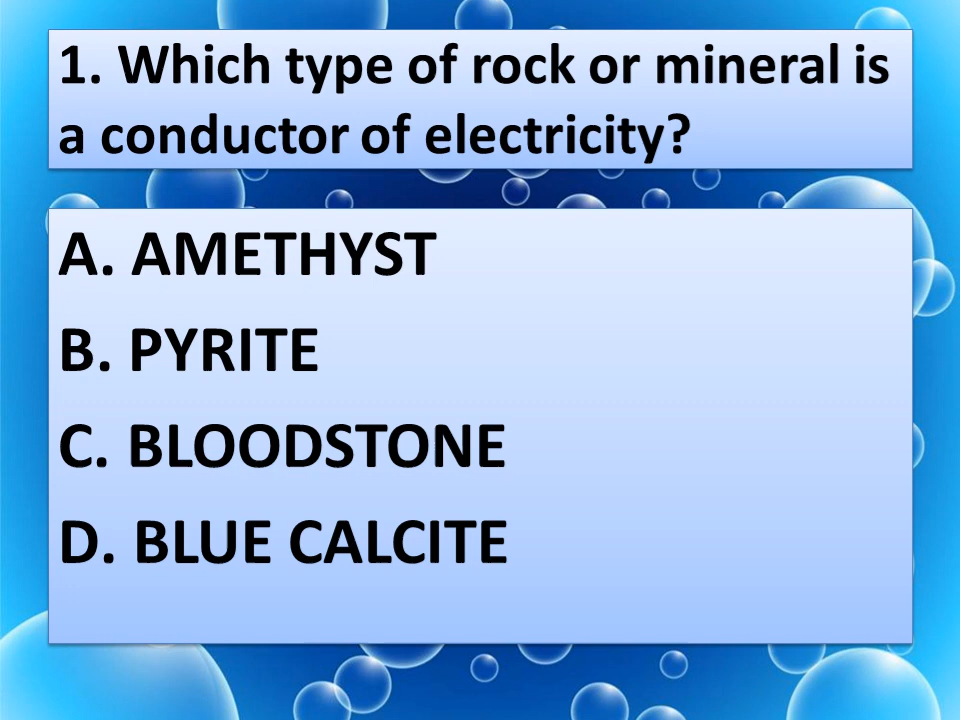 1. Which type of rock or mineral is
a conductor of electricity?
A. AMETHYST
B. PYRITE
C. BLOODSTONE
D. BLUE CALCITE